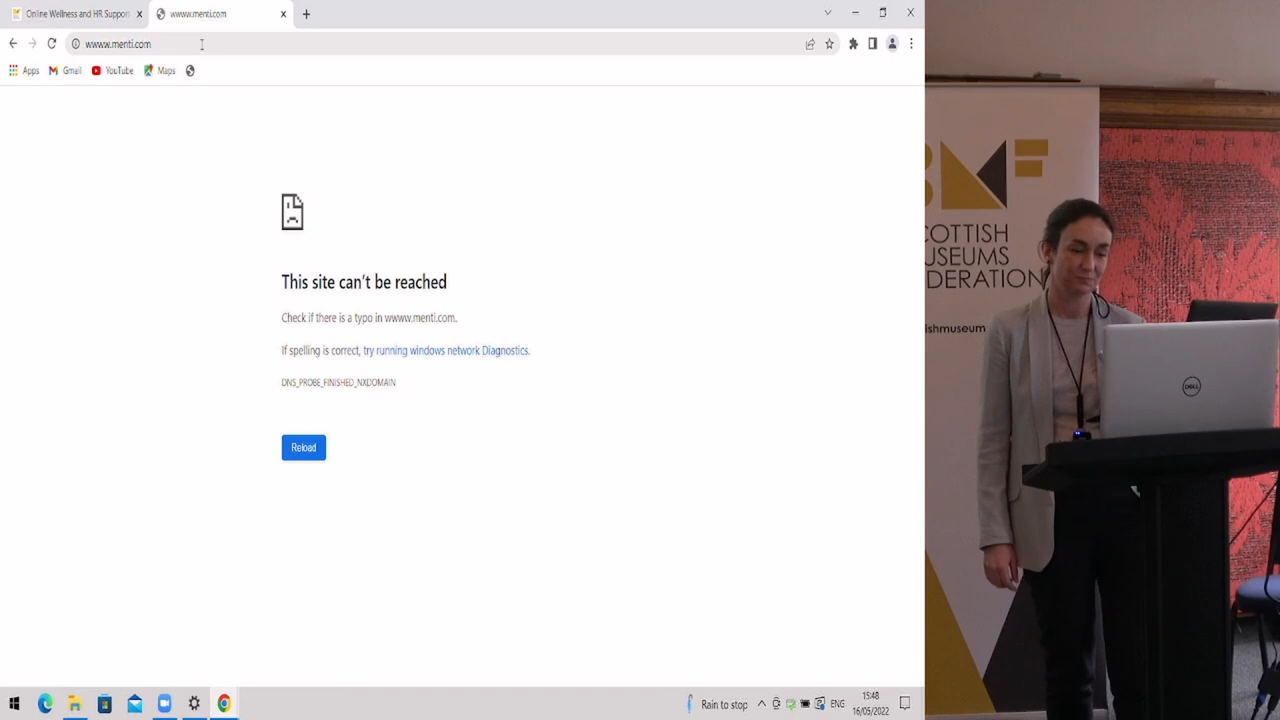 Online Wellness and HR Suppor
wwww.menti.com
wwww.menti.com
Apps
Gmail
YouTube
Maps
This site can't be reached
Check if there is a typo in wwww.menti.com.
If spelling is correct, try running windows network Diagnostics.
DNS_PROBE_FINISHED_NXDOMAIN
Reload
Rain to stop
ENG
15:48
16/05/2022
MF
COTTISH
USEUMS
DERATION
ishmuseum
DELL